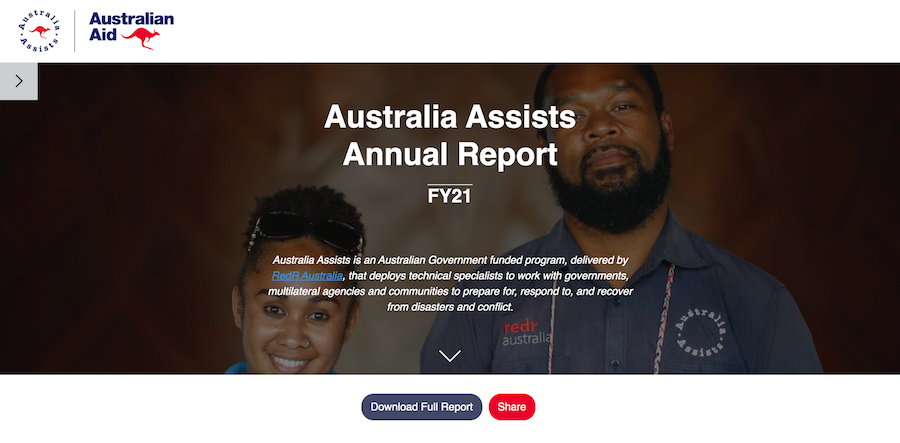 Australia Assists
Australian
Aid
Australia Assists
Annual Report
FY21
Australia Assists is an Australian Government funded program, delivered by
RedR Australia, that deploys technical specialists to work with governments,
multilateral agencies and communities to prepare for, respond to, and recover
from disasters and conflict.
redr
australia
Australia Assists
Download Full Report
Share